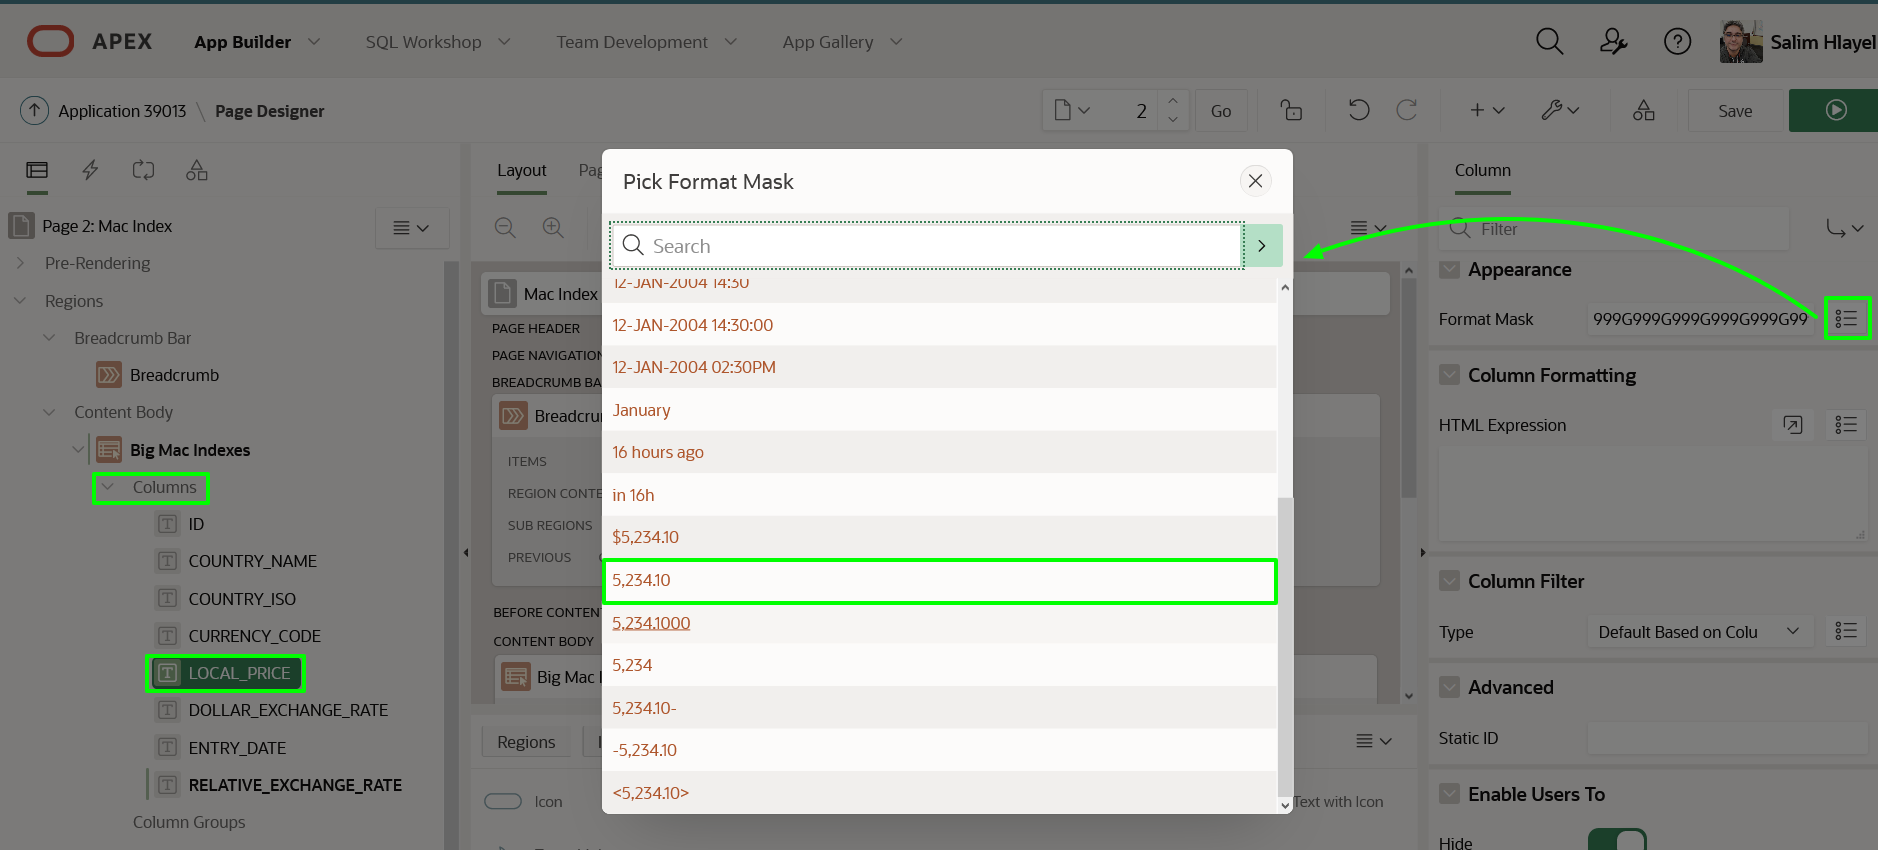 APEX App Builder SQL Workshop Team Development App Gallery Salim Hlayel
Application 39013 \ Page Designer 2 Go Save
Page 2: Mac Index
Pre-Rendering
Regions
Breadcrumb Bar
Breadcrumb
Content Body
Big Mac Indexes
Columns
ID
COUNTRY_NAME
COUNTRY_ISO
CURRENCY_CODE
LOCAL_PRICE
DOLLAR_EXCHANGE_RATE
ENTRY_DATE
RELATIVE_EXCHANGE_RATE
Column Groups
Layout Pag
Mac Index
PAGE HEADER
PAGE NAVIGATION
BREADCRUMB BA
Breadcru
ITEMS
REGION CONTE
SUB REGIONS
PREVIOUS
BEFORE CONTEN
CONTENT BODY
Big Mac I
Regions
Icon
Text with Icon
Pick Format Mask
Search
12-JAN-2004 14:30
12-JAN-2004 14:30:00
12-JAN-2004 02:30PM
January
16 hours ago
in 16h
$5,234.10
5,234.10
5,234.1000
5,234
5,234.10-
-5,234.10
<5,234.10>
Column
Filter
Appearance
Format Mask 999G999G999G999G999G99
Column Formatting
HTML Expression
Column Filter
Type Default Based on Colu
Advanced
Static ID
Enable Users To
Hide